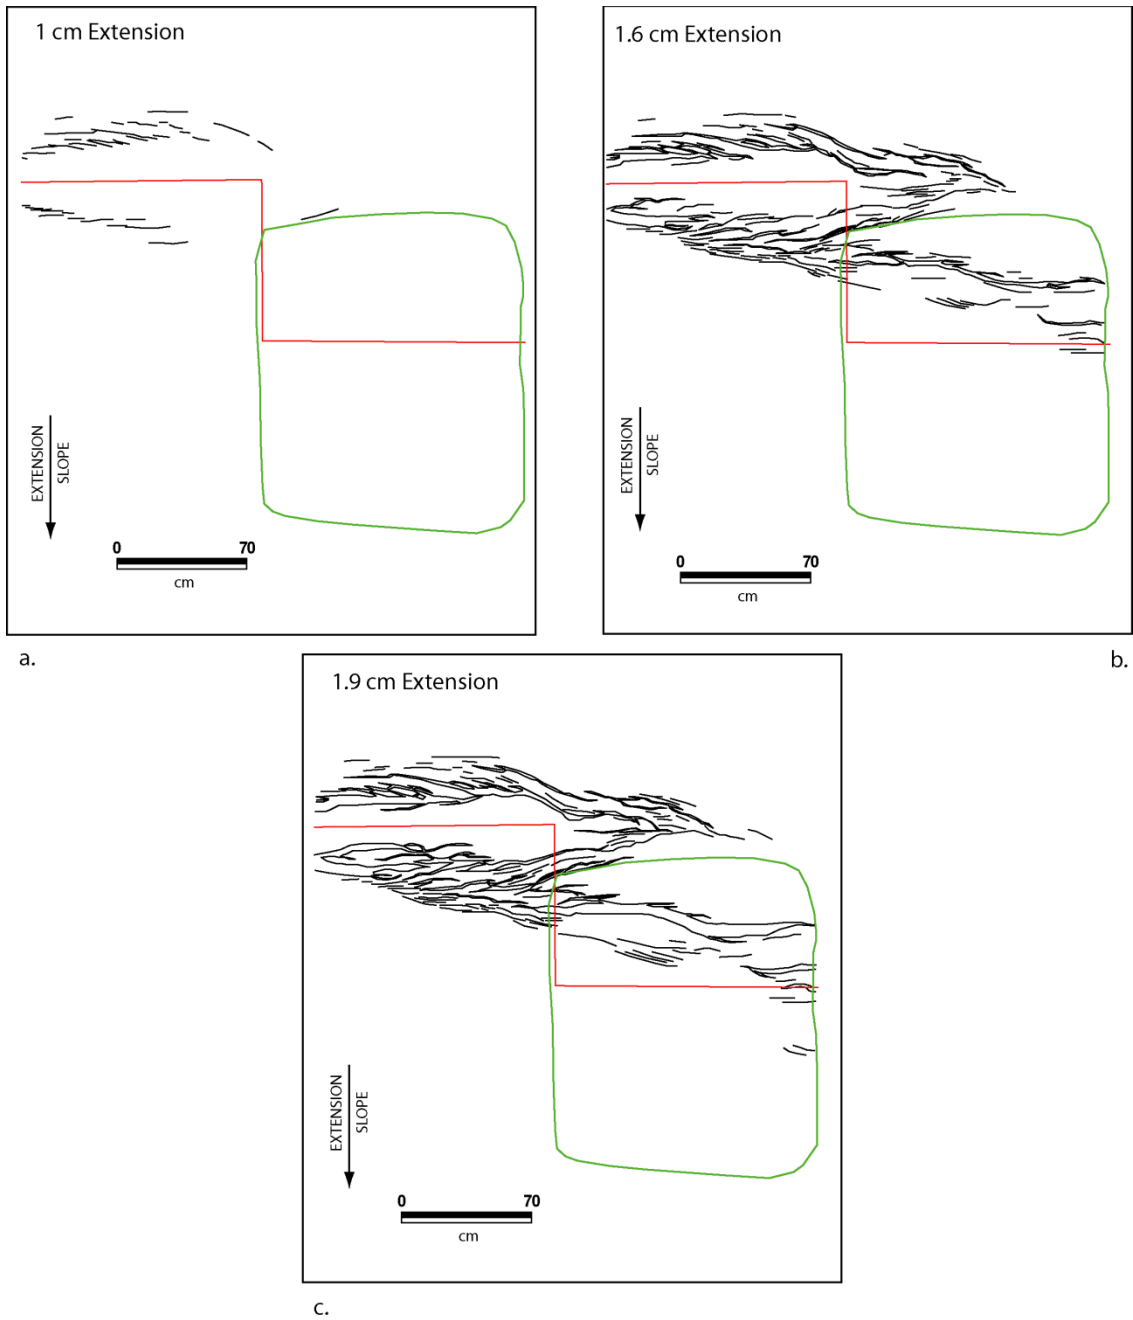 1 cm Extension
EXTENSION
SLOPE
0 70
cm
a.
1.6 cm Extension
EXTENSION
SLOPE
0 70
cm
b.
1.9 cm Extension
EXTENSION
SLOPE
0 70
cm
c.